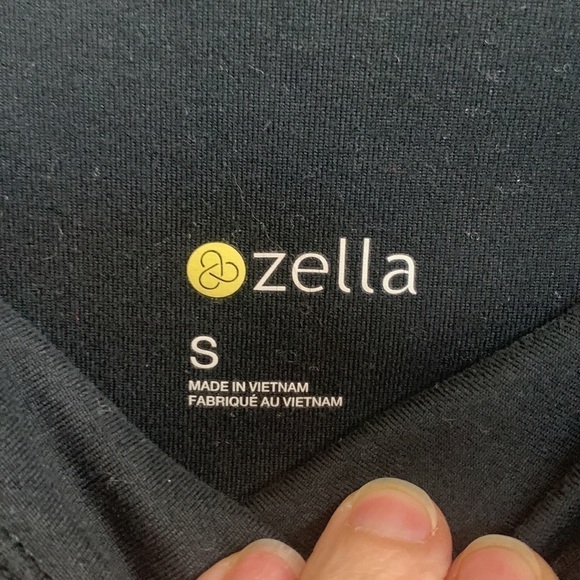 zella
S
MADE IN VIETNAM
FABRIQUÉ AU VIETNAM